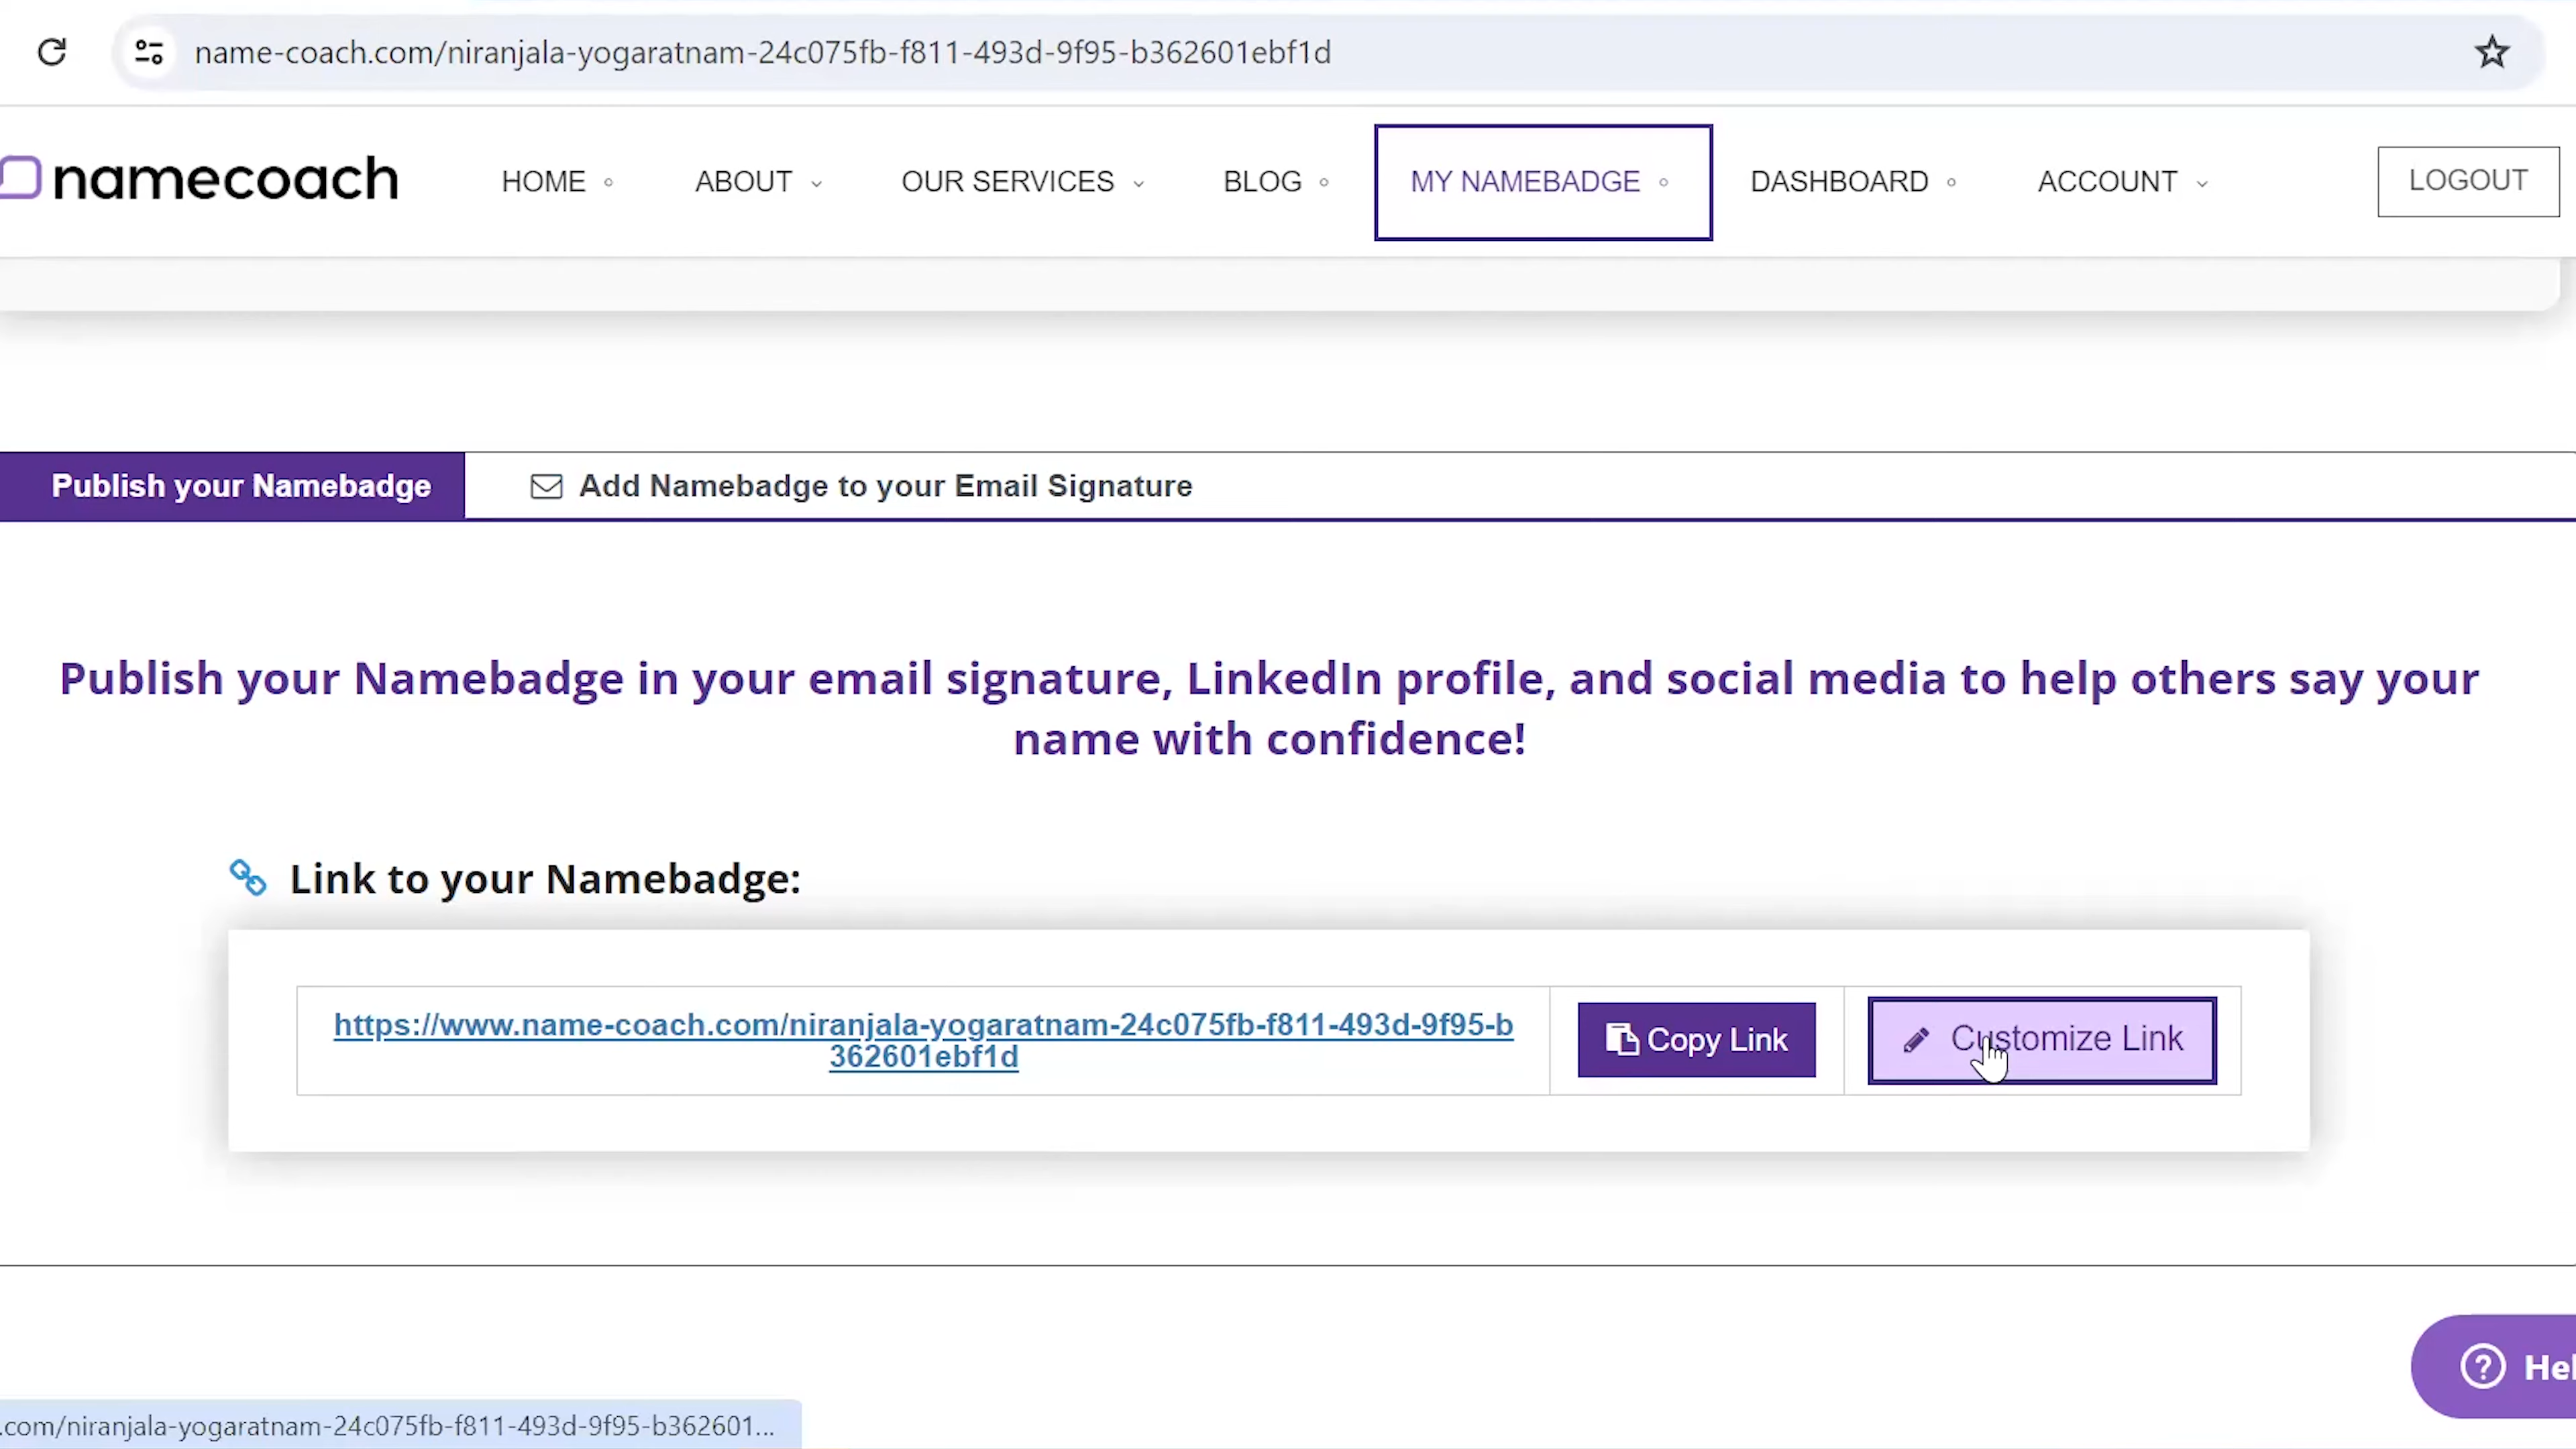 name-coach.com/niranjala-yogaratnam-24c075fb-f811-493d-9f95-b362601ebf1d
namecoach HOME ABOUT OUR SERVICES BLOG MY NAMEBADGE DASHBOARD ACCOUNT LOGOUT
Publish your Namebadge Add Namebadge to your Email Signature
Publish your Namebadge in your email signature, LinkedIn profile, and social media to help others say your
name with confidence!
Link to your Namebadge:
https://www.name-coach.com/niranjala-yogaratnam-24c075fb-f811-493d-9f95-b
362601ebf1d
Copy Link
Customize Link
Hel
.com/niranjala-yogaratnam-24c075fb-f811-493d-9f95-b362601...